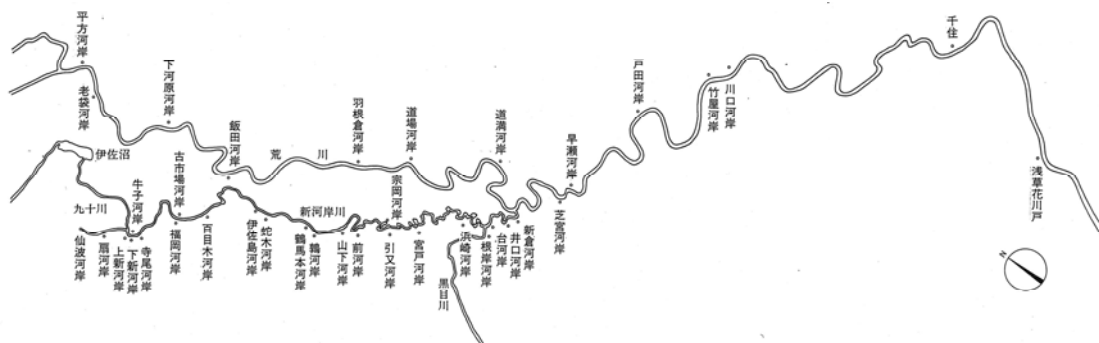 平方河岸
老袋河岸
下河原河岸
飯田河岸
荒川
羽根倉河岸
道場河岸
道満河岸
早瀬河岸
戸田河岸
竹屋河岸
川口河岸
千住
浅草花川戸
伊佐沼
九十川
牛子河岸
古市場河岸
新河岸川
宗岡河岸
芝宮河岸
仙波河岸
扇河岸
上新河岸
下新河岸
寺尾河岸
福岡河岸
百目木河岸
伊佐島河岸
蛇木河岸
鶴馬本河岸
鶉河岸
山下河岸
前河岸
引又河岸
宮戸河岸
浜崎河岸
根岸河岸
台河岸
井口河岸
新倉河岸
黒目川
N